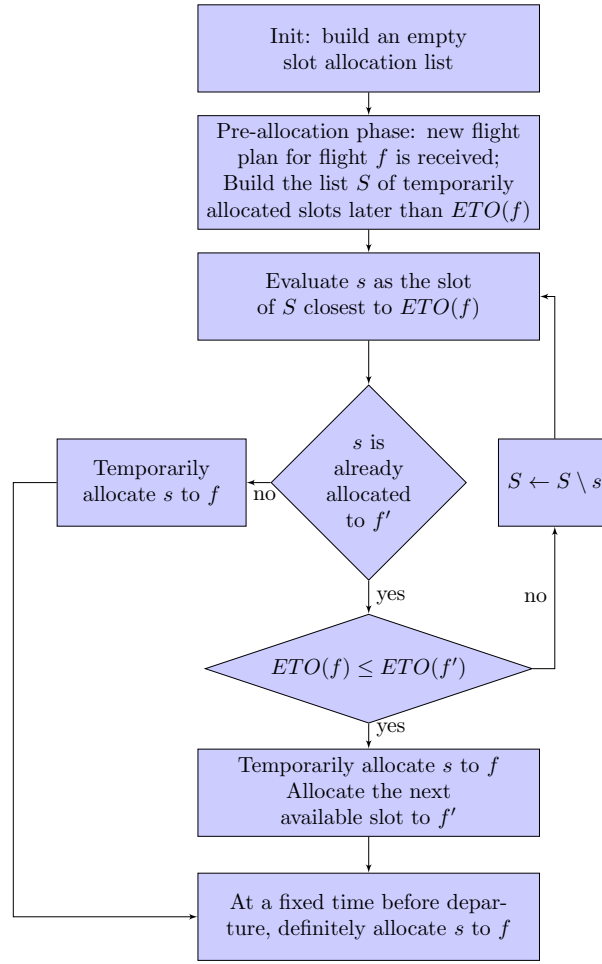 Init: build an empty
slot allocation list
Pre-allocation phase: new flight
plan for flight f is received;
Build the list S of temporarily
allocated slots later than ETO(f)
Evaluate s as the slot
of S closest to ETO(f)
s is
already
allocated
to f′
no
Temporarily
allocate s to f
S ← S \ s
yes
no
ETO(f) ≤ ETO(f′)
yes
Temporarily allocate s to f
Allocate the next
available slot to f′
At a fixed time before depar-
ture, definitely allocate s to f